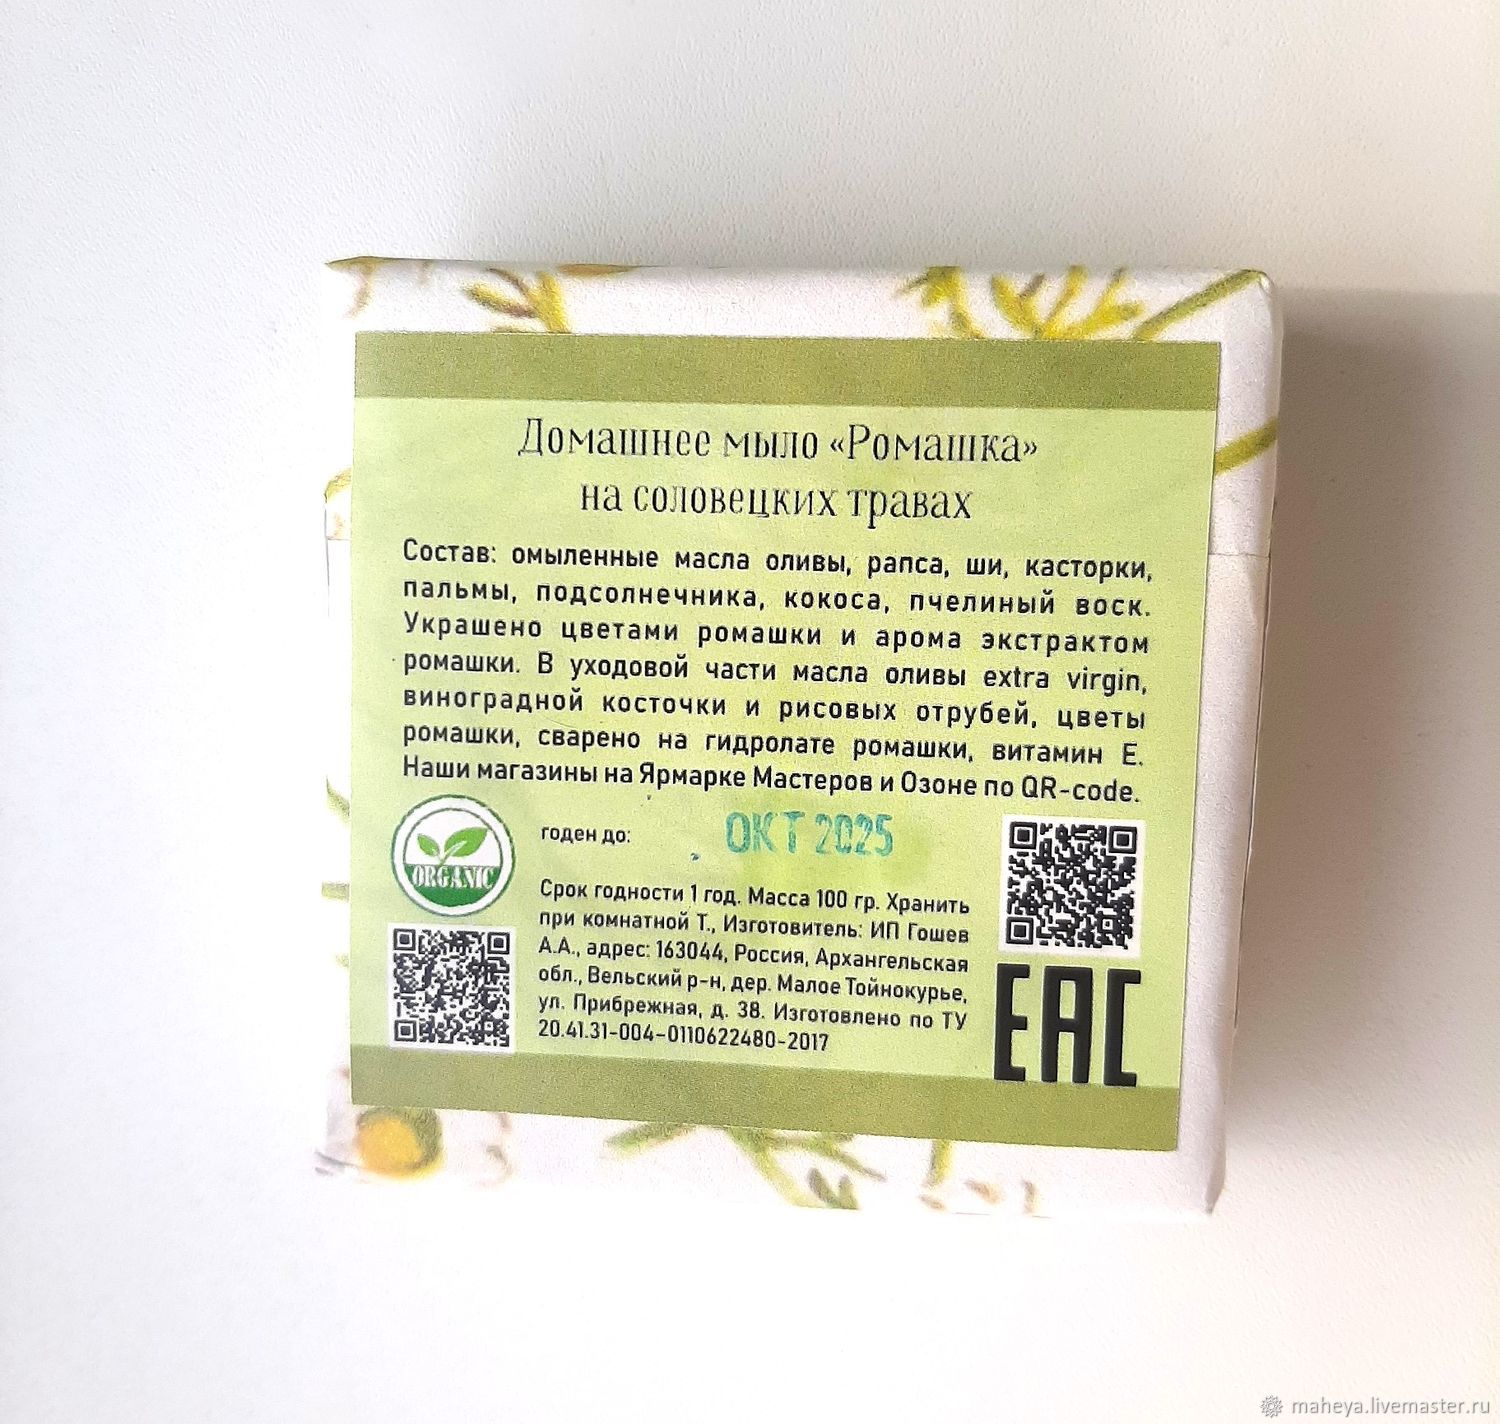 Домашнее мыло «Ромашка»
на соловецких травах
Состав: омыленные масла оливы, рапса, ши, касторки,
пальмы, подсолнечника, кокоса, пчелиный воск.
Украшено цветами ромашки и арома экстрактом
ромашки. В уходовой части масла оливы extra virgin,
виноградной косточки и рисовых отрубей, цветы
ромашки, сварено на гидролате ромашки, витамин Е.
Наши магазины на Ярмарке Мастеров и Озоне по QR-code.
ORGANIC
годен до:
ОКТ 2025
Срок годности 1 год. Масса 100 гр. Хранить
при комнатной Т., Изготовитель: ИП Гошев
А.А., адрес: 163044, Россия, Архангельская
обл., Вельский р-н, дер. Малое Тойнокурье,
ул. Прибрежная, д. 38. Изготовлено по ТУ
20.41.31-004-0110622480-2017
ЕАС
maheya.livemaster.ru